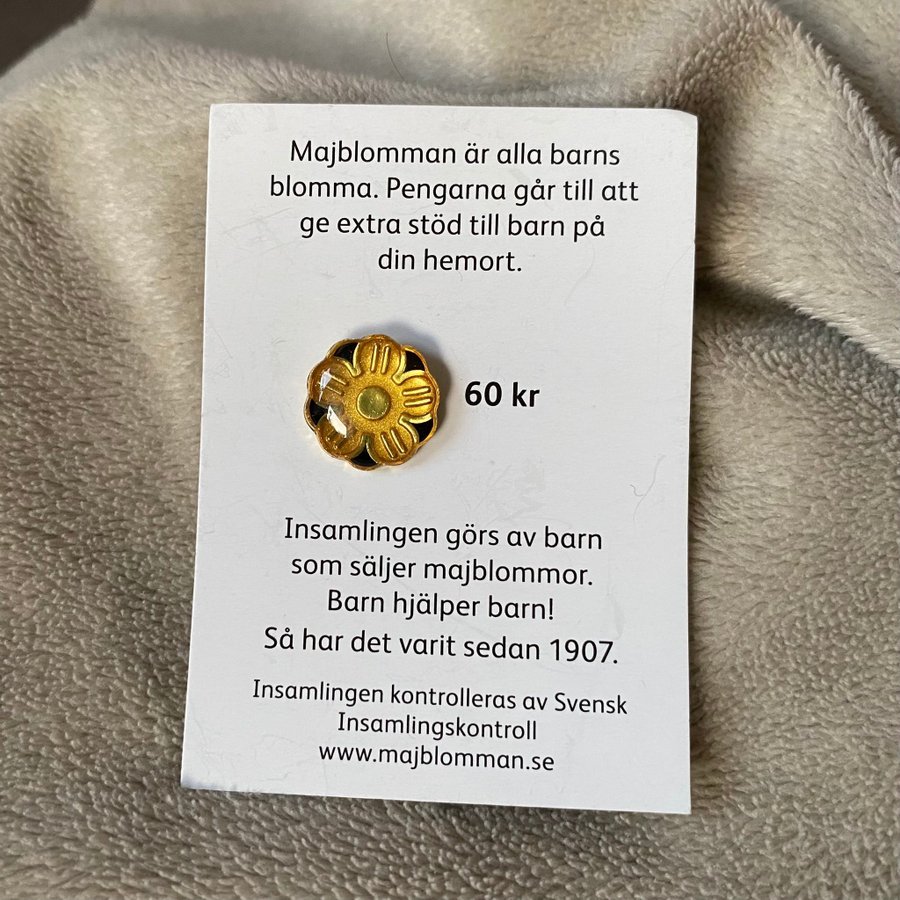 Majblomman är alla barns
blomma. Pengarna går till att
ge extra stöd till barn på
din hemort.
60 kr
Insamlingen görs av barn
som säljer majblommor.
Barn hjälper barn!
Så har det varit sedan 1907.
Insamlingen kontrolleras av Svensk
Insamlingskontroll
www.majblomman.se